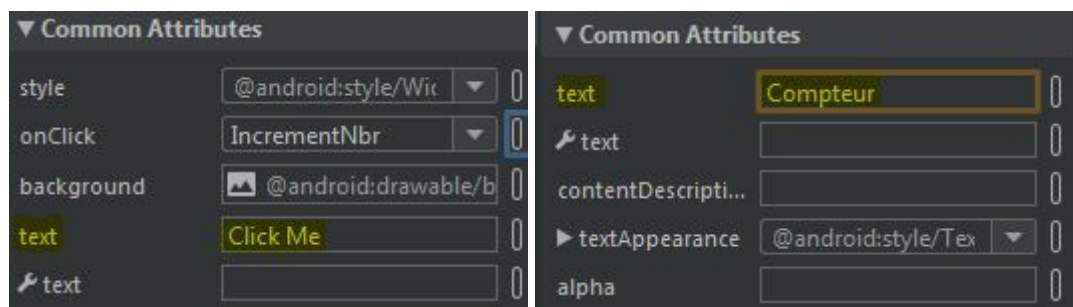 ▼ Common Attributes
style @android:style/Wic
onClick IncrementNbr
background @android:drawable/b
text Click Me
text
▼ Common Attributes
text Compteur
text
contentDescripti...
▶ textAppearance @android:style/Tex
alpha